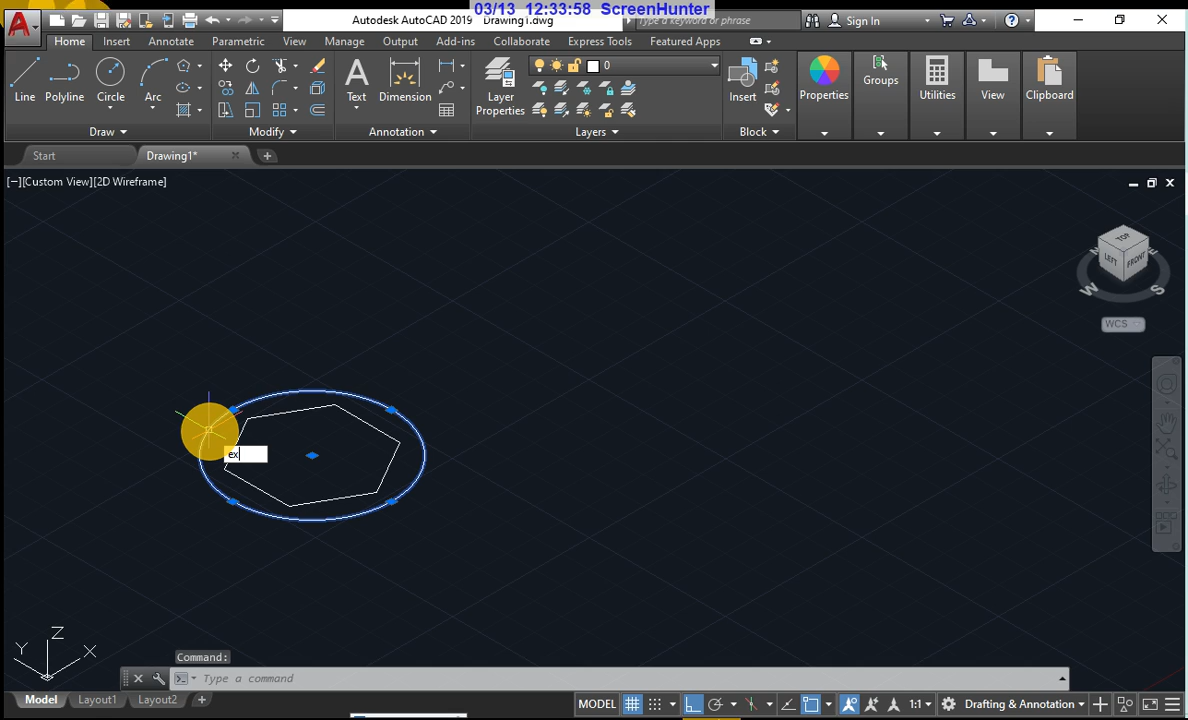 03/13 12:33:58 ScreenHunter
Autodesk AutoCAD 2019 Drawing1.dwg
Type a keyword or phrase
Sign In
Home Insert Annotate Parametric View Manage Output Add-ins Collaborate Express Tools Featured Apps
Line Polyline Circle Arc
Text Dimension
Layer Properties
0
Insert
Properties Groups Utilities View Clipboard
Draw Modify Annotation Layers Block
Start Drawing1*
[−][Custom View][2D Wireframe]
TOP
LEFT FRONT
N E
W S
WCS
ex
Z
Y X
Command:
Type a command
Model Layout1 Layout2
MODEL 1:1 Drafting & Annotation